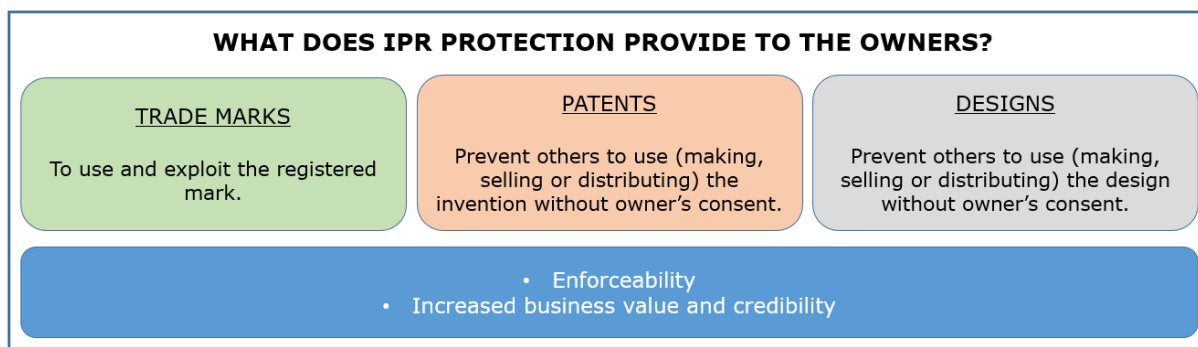 WHAT DOES IPR PROTECTION PROVIDE TO THE OWNERS?
TRADE MARKS
To use and exploit the registered
mark.
PATENTS
Prevent others to use (making,
selling or distributing) the
invention without owner's consent.
DESIGNS
Prevent others to use (making,
selling or distributing) the design
without owner's consent.
• Enforceability
• Increased business value and credibility